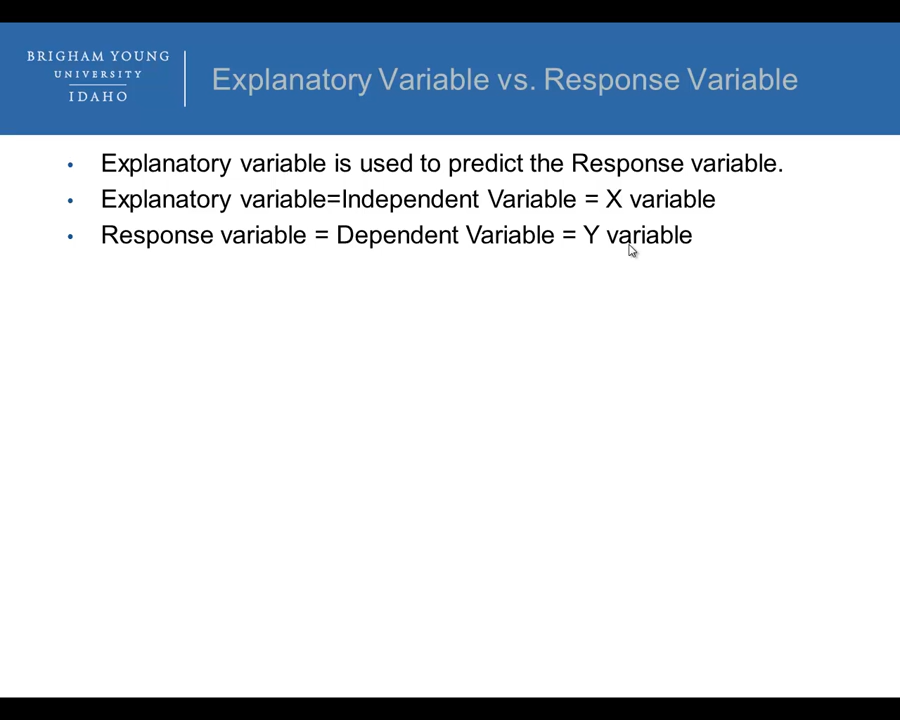 BRIGHAM YOUNG
UNIVERSITY
IDAHO
Explanatory Variable vs. Response Variable
• Explanatory variable is used to predict the Response variable.
• Explanatory variable=Independent Variable = X variable
• Response variable = Dependent Variable = Y variable